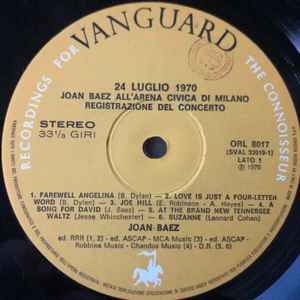 RECORDINGS FOR VANGUARD THE CONNOISSEUR
24 LUGLIO 1970
JOAN BAEZ ALL'ARENA CIVICA DI MILANO
REGISTRAZIONE DEL CONCERTO
STEREO
33⅓ GIRI
ORL 8017
(SVAL 33019-1)
LATO 1
℗ 1970
1. FAREWELL ANGELINA (B. Dylan) – 2. LOVE IS JUST A FOUR-LETTER
WORD (B. Dylan) – 3. JOE HILL (E. Robinson - A. Hayes) – 4. A
SONG FOR DAVID (J. Baez) – 5. AT THE BRAND NEW TENNERSEE
WALTZ (Jesse Whinchester) – 6. SUZANNE (Leonard Cohen)
JOAN BAEZ
ed. RRR (1, 2) - ed. ASCAP - MCA Music (3) - ed. ASCAP -
Robbins Music - Chandos Music (4) - D.R. (5, 6)